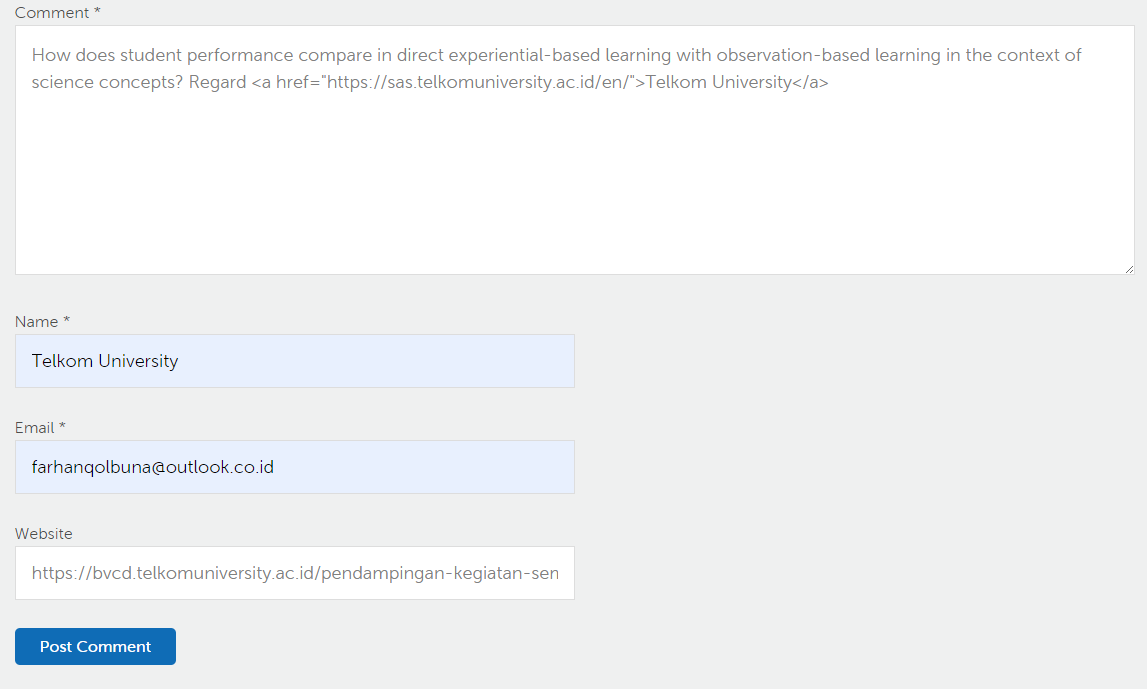 Comment *
How does student performance compare in direct experiential-based learning with observation-based learning in the context of
science concepts? Regard <a href="https://sas.telkomuniversity.ac.id/en/">Telkom University</a>
Name *
Telkom University
Email *
farhanqolbuna@outlook.co.id
Website
https://bvcd.telkomuniversity.ac.id/pendampingan-kegiatan-sen
Post Comment